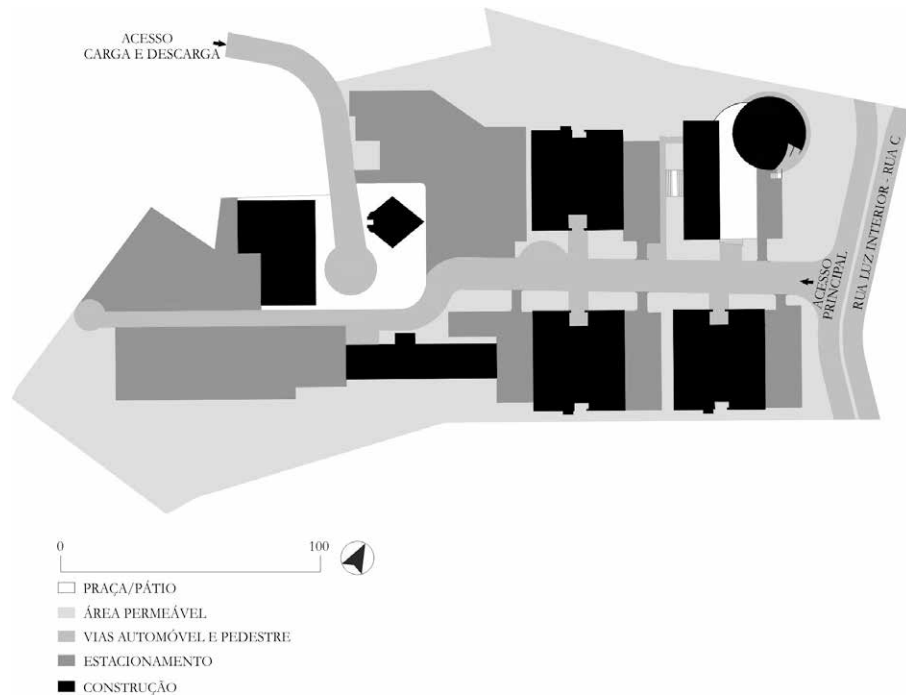 ACESSO
CARGA E DESCARGA
RUA LUZ INTERIOR - RUA C
ACESSO
PRINCIPAL
0 100
PRAÇA/PÁTIO
ÁREA PERMEÁVEL
VIAS AUTOMÓVEL E PEDESTRE
ESTACIONAMENTO
CONSTRUÇÃO